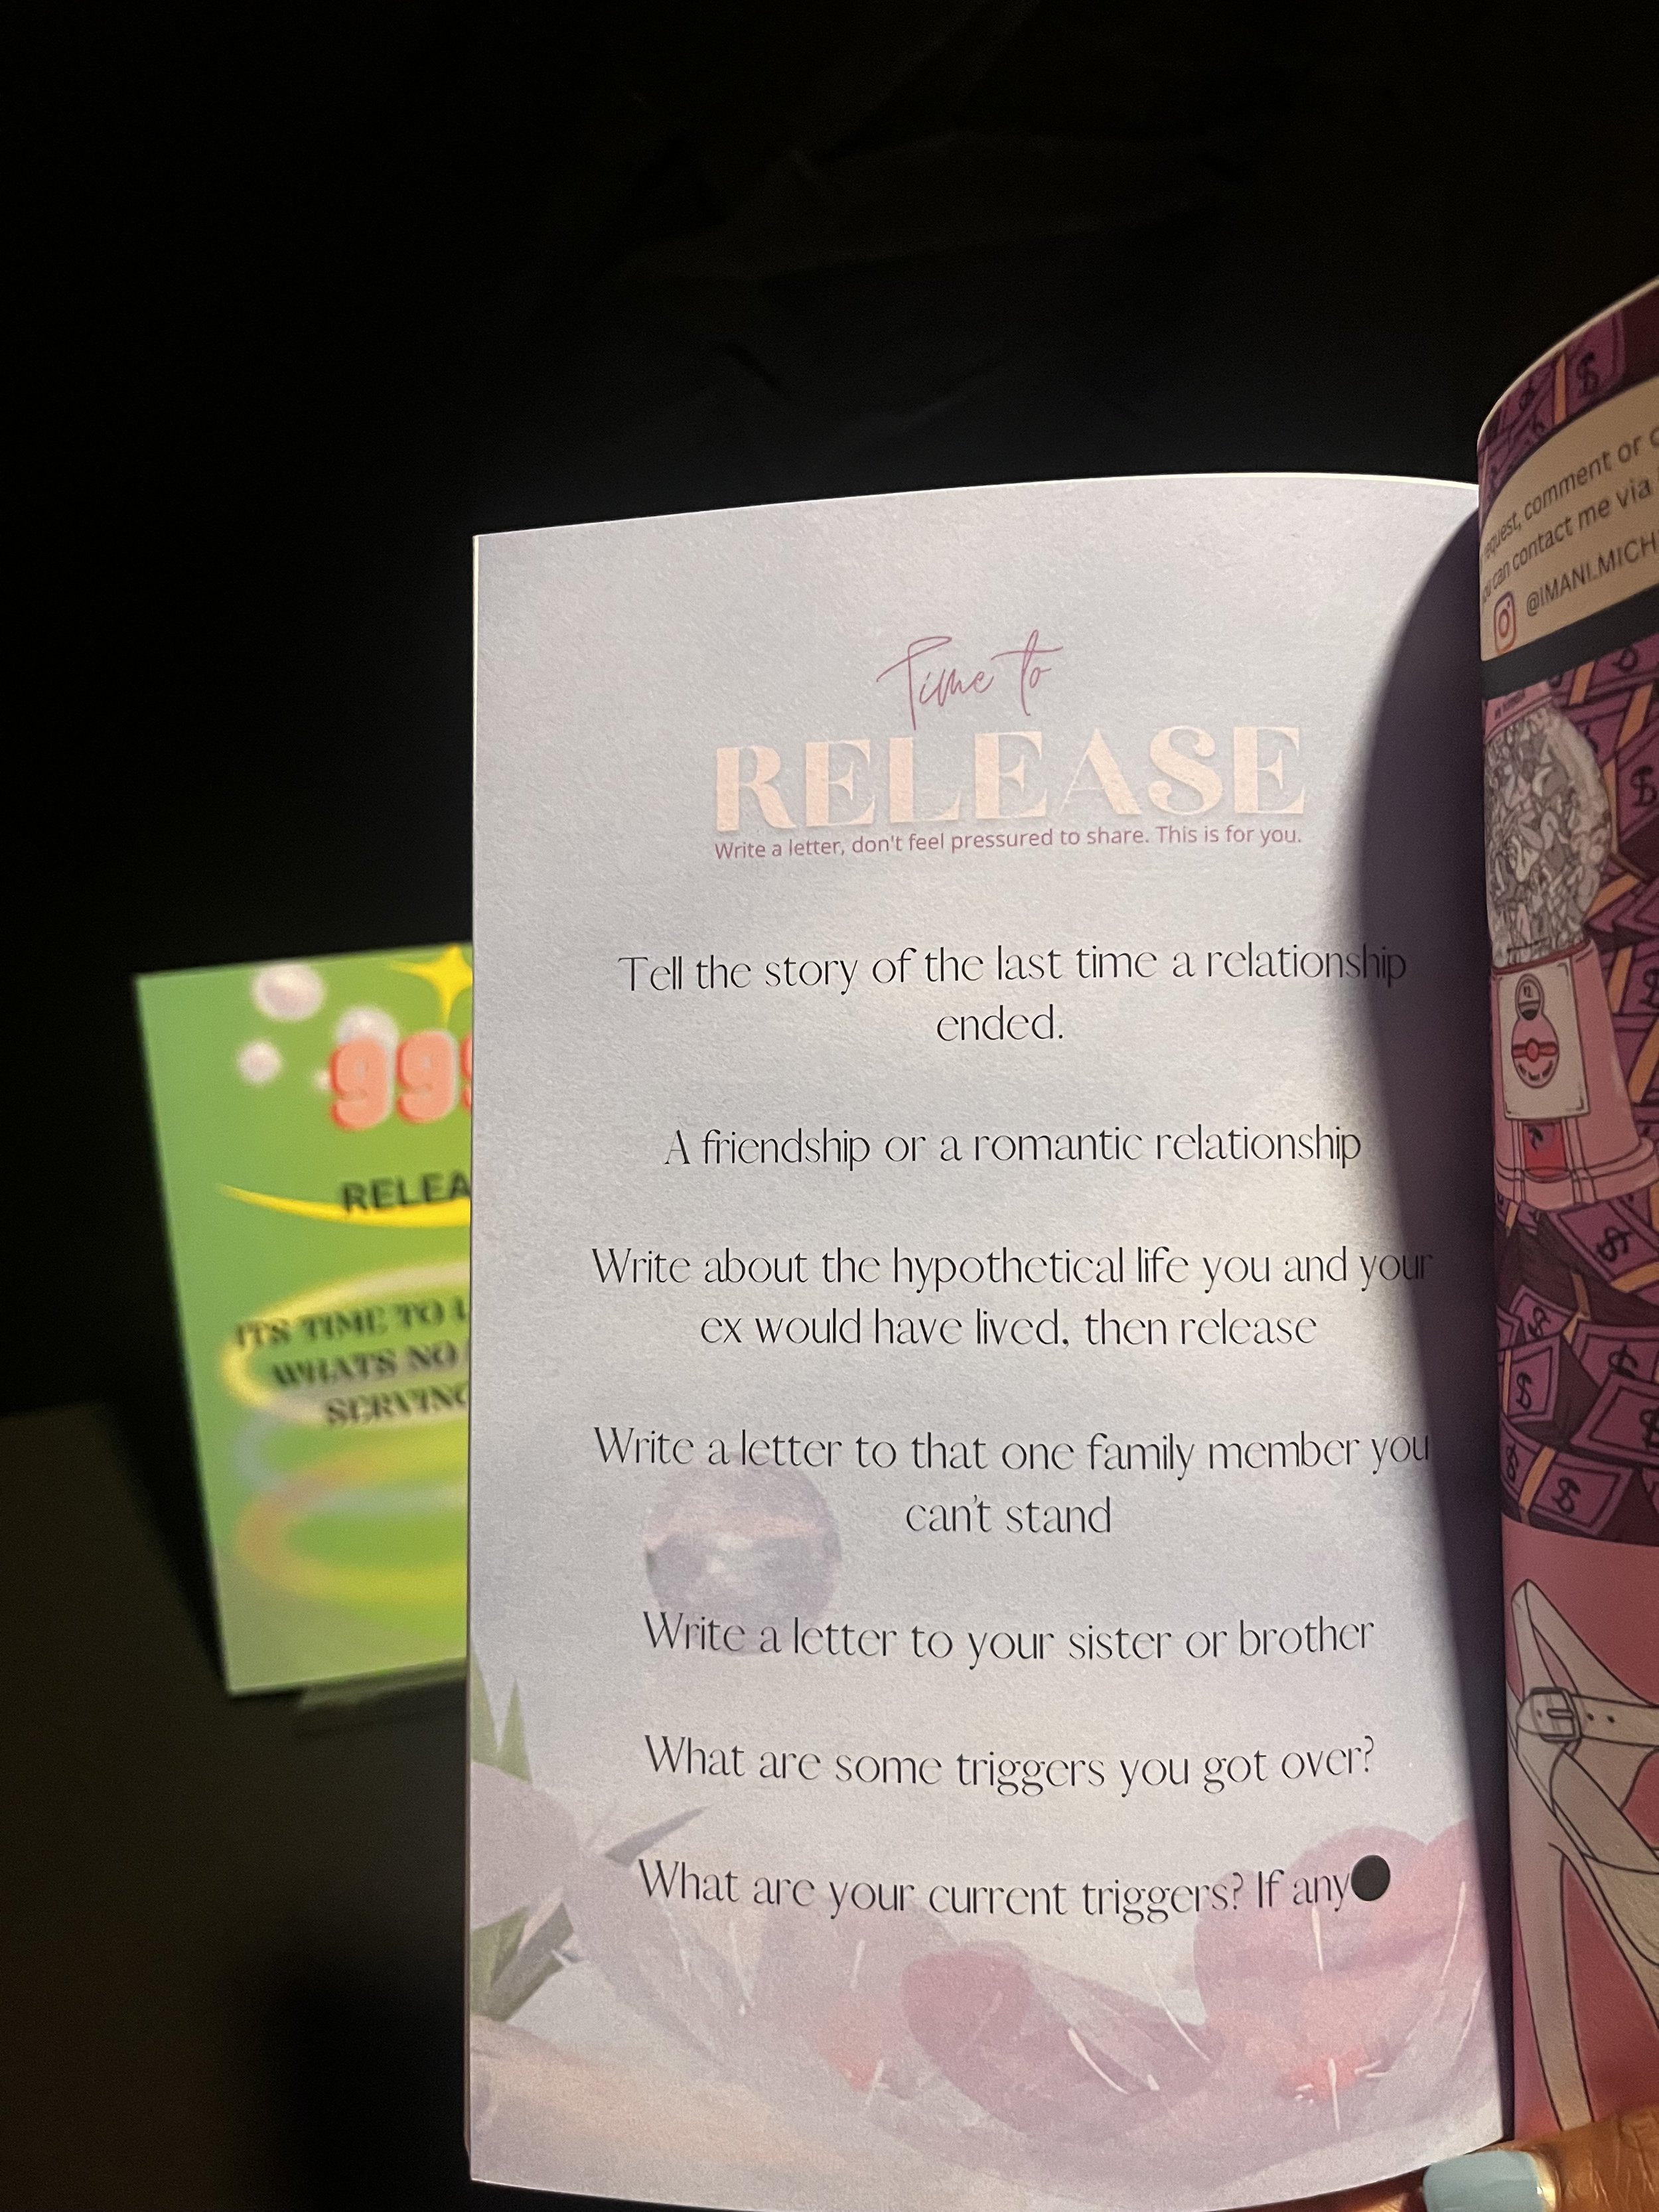 Time to
RELEASE
Write a letter, don't feel pressured to share. This is for you.
Tell the story of the last time a relationship
ended.
A friendship or a romantic relationship
Write about the hypothetical life you and your
ex would have lived, then release
Write a letter to that one family member you
can't stand
Write a letter to your sister or brother
What are some triggers you got over?
What are your current triggers? If any
999
RELEA
ITS TIME TO L
WHATS NO
SERVING
request, comment or
you can contact me via
@IMANI.MICH